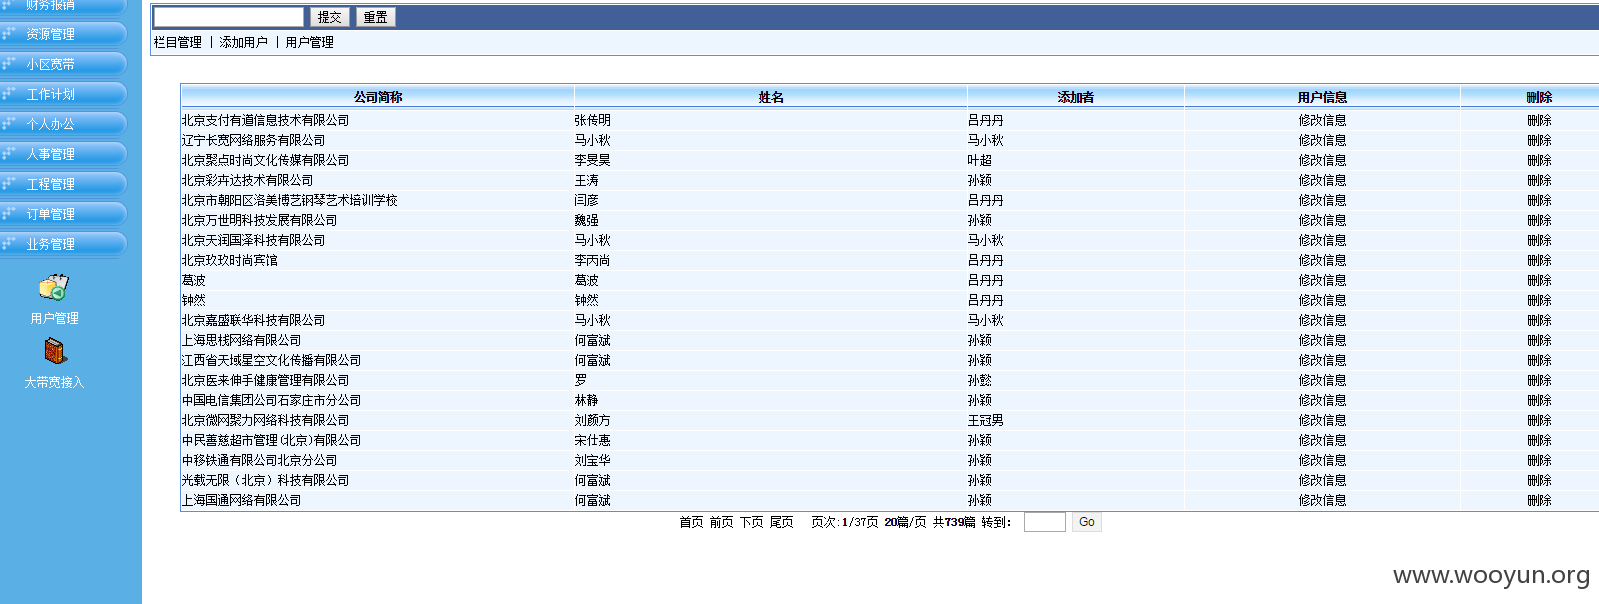 财务报销
资源管理
小区宽带
工作计划
个人办公
人事管理
工程管理
订单管理
业务管理
用户管理
大带宽接入
提交 重置
栏目管理 | 添加用户 | 用户管理
公司简称 姓名 添加者 用户信息 删除
北京支付有道信息技术有限公司 张传明 吕丹丹 修改信息 删除
辽宁长宽网络服务有限公司 马小秋 马小秋 修改信息 删除
北京聚点时尚文化传媒有限公司 李旻昊 叶超 修改信息 删除
北京彩卉达技术有限公司 王涛 孙颖 修改信息 删除
北京市朝阳区洛美博艺钢琴艺术培训学校 闫彦 吕丹丹 修改信息 删除
北京万世明科技发展有限公司 魏强 孙颖 修改信息 删除
北京天润国泽科技有限公司 马小秋 马小秋 修改信息 删除
北京玖玖时尚宾馆 李丙尚 吕丹丹 修改信息 删除
葛波 葛波 吕丹丹 修改信息 删除
钟然 钟然 吕丹丹 修改信息 删除
北京嘉盛联华科技有限公司 马小秋 马小秋 修改信息 删除
上海思栈网络有限公司 何富斌 孙颖 修改信息 删除
江西省天域星空文化传播有限公司 何富斌 孙颖 修改信息 删除
北京医来伸手健康管理有限公司 罗 孙懿 修改信息 删除
中国电信集团公司石家庄市分公司 林静 孙颖 修改信息 删除
北京微网聚力网络科技有限公司 刘颜方 王冠男 修改信息 删除
中民善慈超市管理(北京)有限公司 宋仕惠 孙颖 修改信息 删除
中移铁通有限公司北京分公司 刘宝华 孙颖 修改信息 删除
光载无限（北京）科技有限公司 何富斌 孙颖 修改信息 删除
上海国通网络有限公司 何富斌 孙颖 修改信息 删除
首页 前页 下页 尾页 页次:1/37页 20篇/页 共739篇 转到： Go
www.wooyun.org